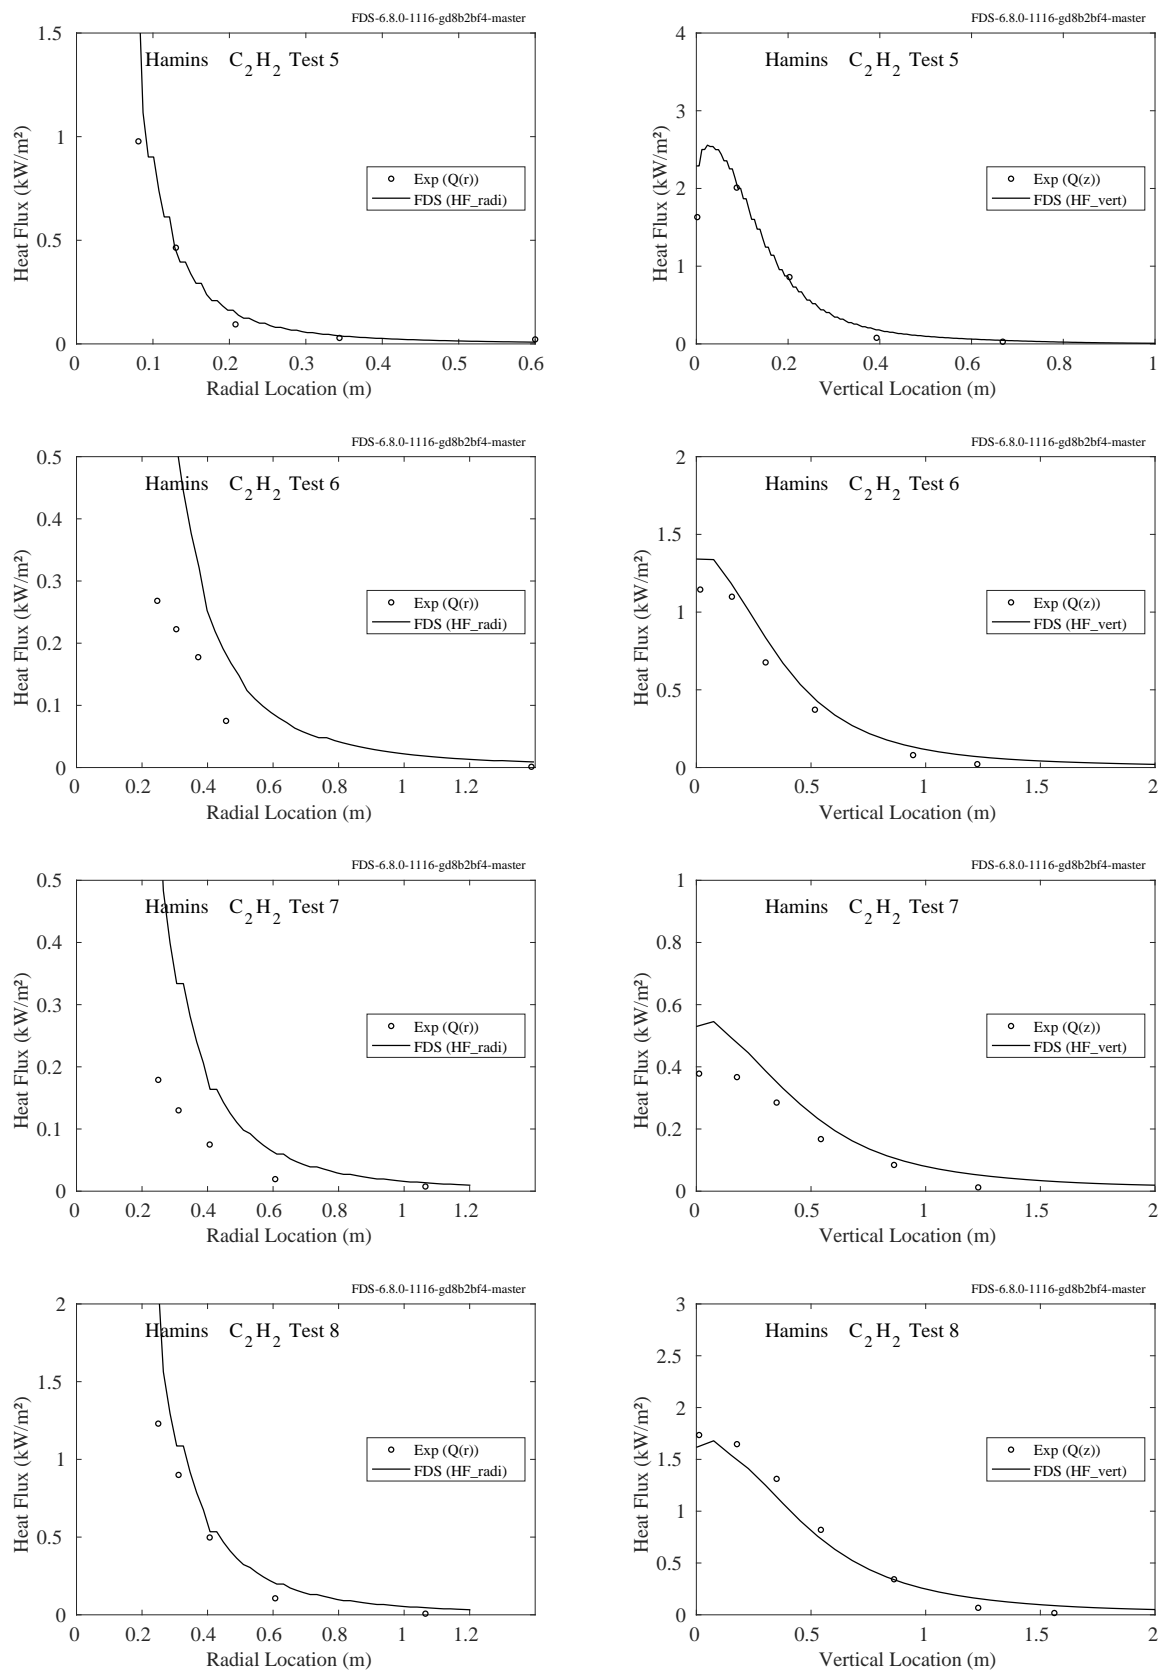 FDS-6.8.0-1116-gd8b2bf4-master
Hamins C₂H₂ Test 5
Heat Flux (kW/m²)
1.5
1
0.5
0
Exp (Q(r))
FDS (HF_radi)
0 0.1 0.2 0.3 0.4 0.5 0.6
Radial Location (m)
FDS-6.8.0-1116-gd8b2bf4-master
Hamins C₂H₂ Test 5
Heat Flux (kW/m²)
4
3
2
1
0
Exp (Q(z))
FDS (HF_vert)
0 0.2 0.4 0.6 0.8 1
Vertical Location (m)
FDS-6.8.0-1116-gd8b2bf4-master
Hamins C₂H₂ Test 6
Heat Flux (kW/m²)
0.5
0.4
0.3
0.2
0.1
0
Exp (Q(r))
FDS (HF_radi)
0 0.2 0.4 0.6 0.8 1 1.2
Radial Location (m)
FDS-6.8.0-1116-gd8b2bf4-master
Hamins C₂H₂ Test 6
Heat Flux (kW/m²)
2
1.5
1
0.5
0
Exp (Q(z))
FDS (HF_vert)
0 0.5 1 1.5 2
Vertical Location (m)
FDS-6.8.0-1116-gd8b2bf4-master
Hamins C₂H₂ Test 7
Heat Flux (kW/m²)
0.5
0.4
0.3
0.2
0.1
0
Exp (Q(r))
FDS (HF_radi)
0 0.2 0.4 0.6 0.8 1 1.2
Radial Location (m)
FDS-6.8.0-1116-gd8b2bf4-master
Hamins C₂H₂ Test 7
Heat Flux (kW/m²)
1
0.8
0.6
0.4
0.2
0
Exp (Q(z))
FDS (HF_vert)
0 0.5 1 1.5 2
Vertical Location (m)
FDS-6.8.0-1116-gd8b2bf4-master
Hamins C₂H₂ Test 8
Heat Flux (kW/m²)
2
1.5
1
0.5
0
Exp (Q(r))
FDS (HF_radi)
0 0.2 0.4 0.6 0.8 1 1.2
Radial Location (m)
FDS-6.8.0-1116-gd8b2bf4-master
Hamins C₂H₂ Test 8
Heat Flux (kW/m²)
3
2.5
2
1.5
1
0.5
0
Exp (Q(z))
FDS (HF_vert)
0 0.5 1 1.5 2
Vertical Location (m)